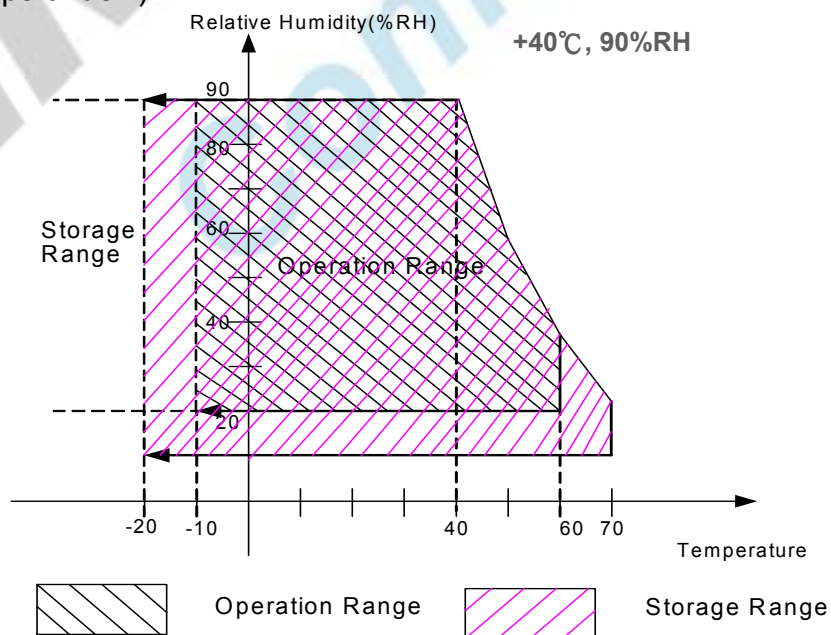 Relative Humidity(%RH)
+40℃, 90%RH
90
80
60
40
20
Storage
Range
Operation Range
-20
-10
40
60
70
Temperature
Operation Range
Storage Range